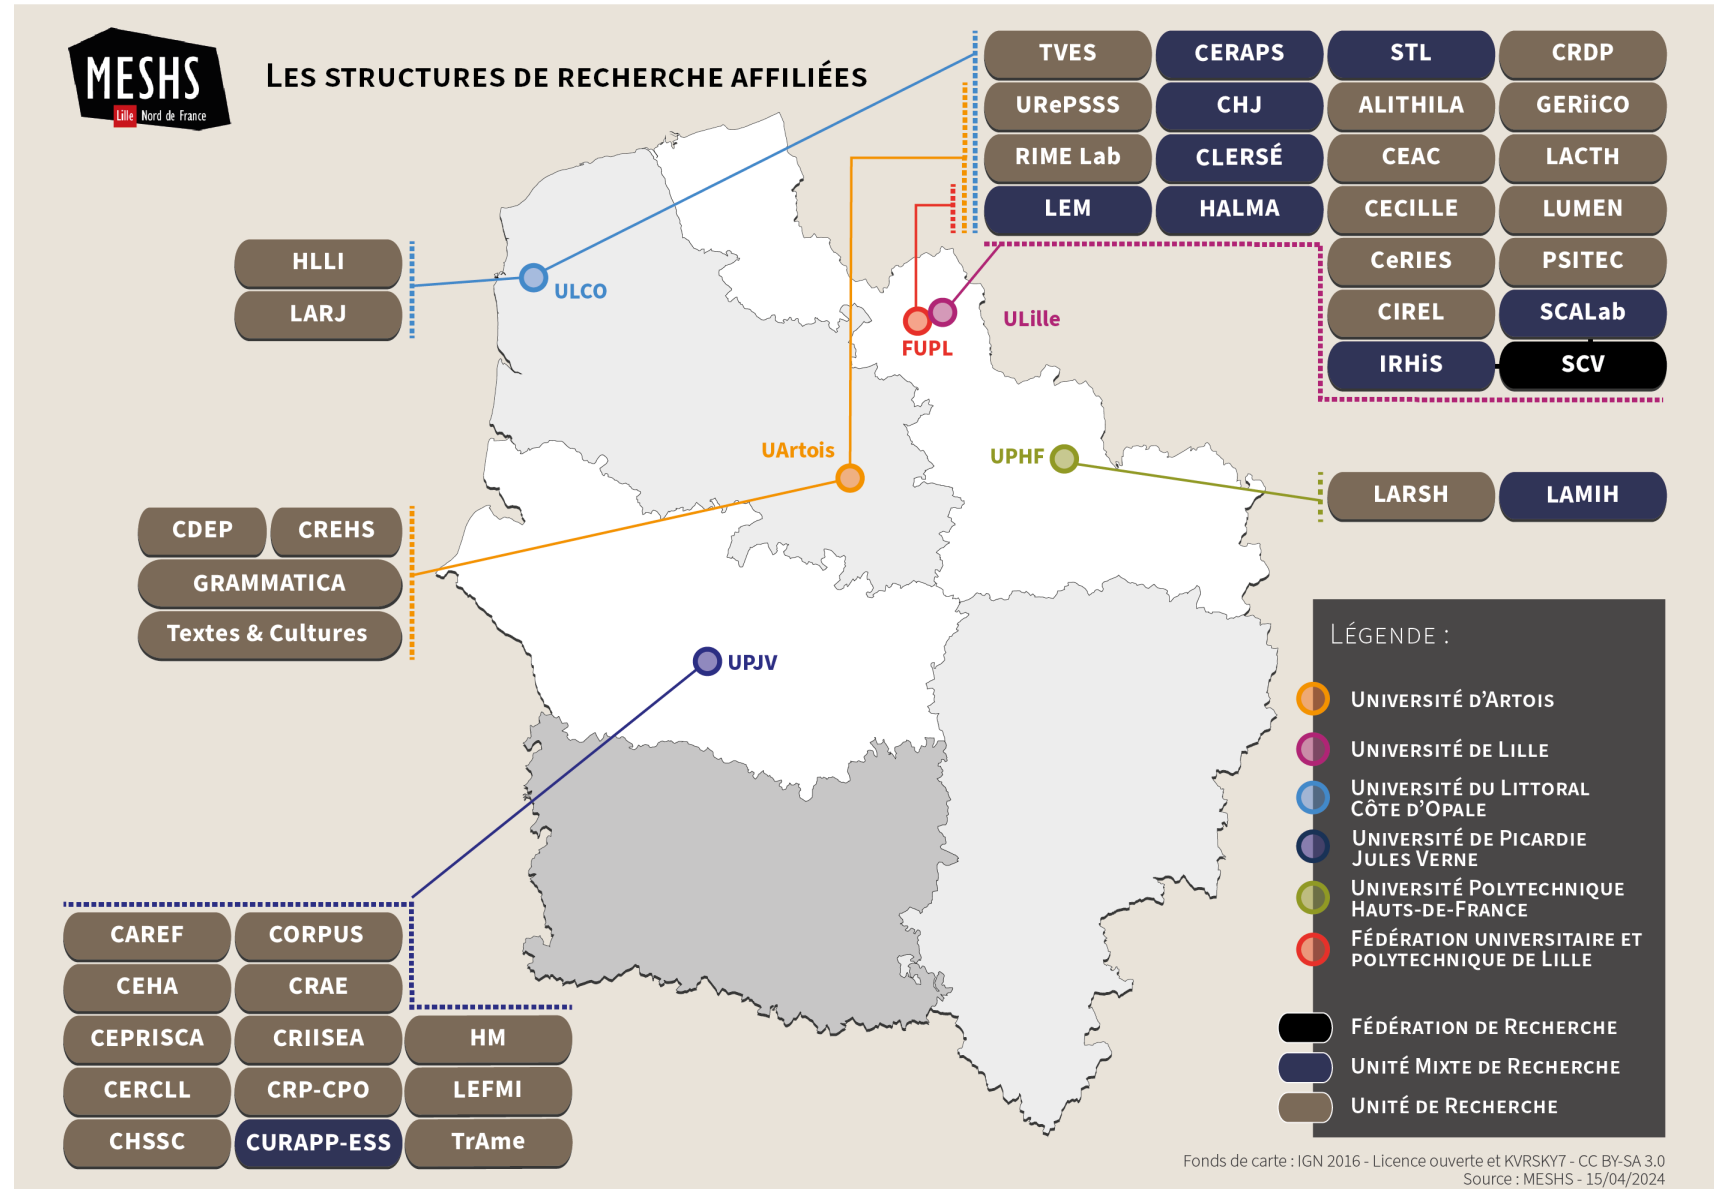 MESHS
Lille Nord de France
LES STRUCTURES DE RECHERCHE AFFILIÉES
TVES CERAPS STL CRDP
URePSSS CHJ ALITHILA GERiiCO
RIME Lab CLERSÉ CEAC LACTH
LEM HALMA CECILLE LUMEN
CeRIES PSITEC
CIREL SCALab
IRHiS SCV
HLLI
LARJ
ULCO
ULille
FUPL
UArtois
UPHF
LARSH LAMIH
CDEP CREHS
GRAMMATICA
Textes & Cultures
UPJV
CAREF CORPUS
CEHA CRAE
CEPRISCA CRIISEA HM
CERCLL CRP-CPO LEFMI
CHSSC CURAPP-ESS TrAme
LÉGENDE :
UNIVERSITÉ D'ARTOIS
UNIVERSITÉ DE LILLE
UNIVERSITÉ DU LITTORAL
CÔTE D'OPALE
UNIVERSITÉ DE PICARDIE
JULES VERNE
UNIVERSITÉ POLYTECHNIQUE
HAUTS-DE-FRANCE
FÉDÉRATION UNIVERSITAIRE ET
POLYTECHNIQUE DE LILLE
FÉDÉRATION DE RECHERCHE
UNITÉ MIXTE DE RECHERCHE
UNITÉ DE RECHERCHE
Fonds de carte : IGN 2016 - Licence ouverte et KVRSKY7 - CC BY-SA 3.0
Source : MESHS - 15/04/2024